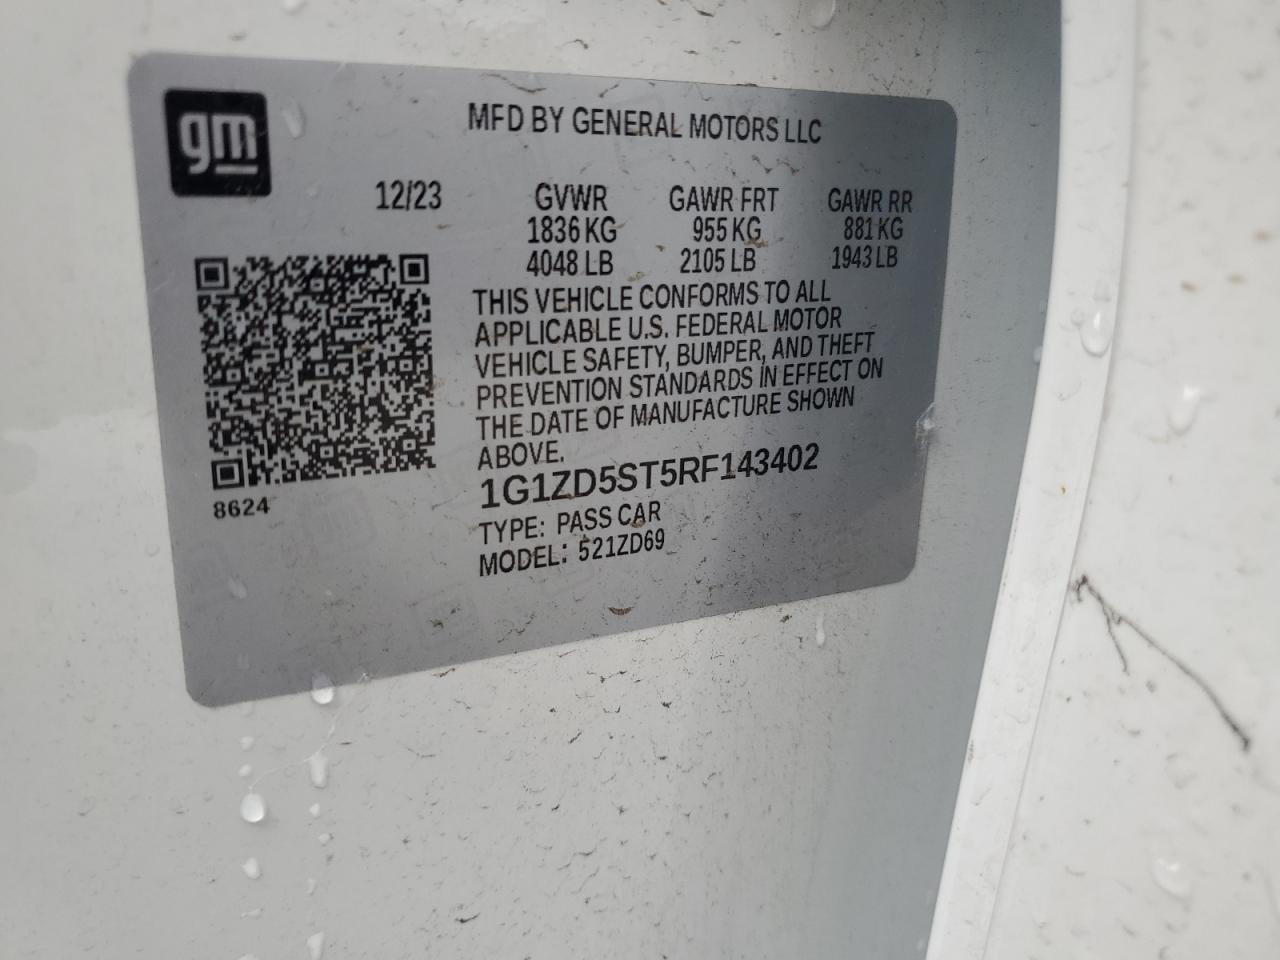 gm
MFD BY GENERAL MOTORS LLC
12/23 GVWR GAWR FRT GAWR RR
1836 KG 955 KG 881 KG
4048 LB 2105 LB 1943 LB
THIS VEHICLE CONFORMS TO ALL
APPLICABLE U.S. FEDERAL MOTOR
VEHICLE SAFETY, BUMPER, AND THEFT
PREVENTION STANDARDS IN EFFECT ON
THE DATE OF MANUFACTURE SHOWN
ABOVE.
1G1ZD5ST5RF143402
8624
TYPE: PASS CAR
MODEL: 521ZD69